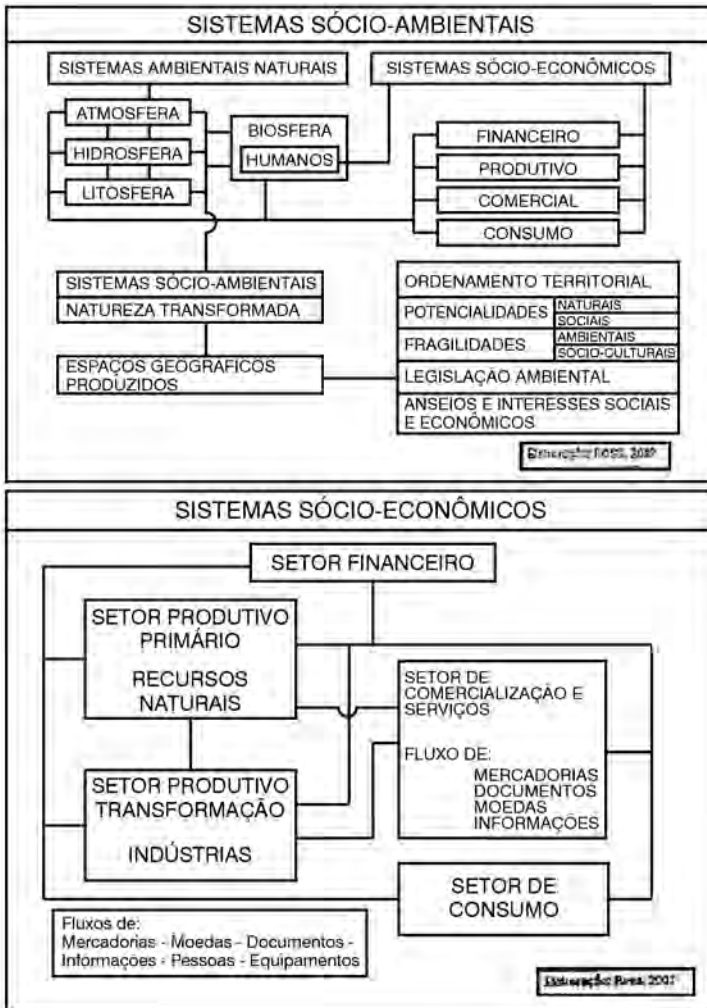 SISTEMAS SÓCIO-AMBIENTAIS
SISTEMAS AMBIENTAIS NATURAIS
SISTEMAS SÓCIO-ECONÔMICOS
ATMOSFERA
HIDROSFERA
LITOSFERA
BIOSFERA
HUMANOS
FINANCEIRO
PRODUTIVO
COMERCIAL
CONSUMO
SISTEMAS SÓCIO-AMBIENTAIS
NATUREZA TRANSFORMADA
ESPAÇOS GEOGRÁFICOS
PRODUZIDOS
ORDENAMENTO TERRITORIAL
POTENCIALIDADES
NATURAIS
SOCIAIS
FRAGILIDADES
AMBIENTAIS
SÓCIO-CULTURAIS
LEGISLAÇÃO AMBIENTAL
ANSEIOS E INTERESSES SOCIAIS
E ECONÔMICOS
SISTEMAS SÓCIO-ECONÔMICOS
SETOR FINANCEIRO
SETOR PRODUTIVO
PRIMÁRIO
RECURSOS
NATURAIS
SETOR DE
COMERCIALIZAÇÃO E
SERVIÇOS
FLUXO DE:
MERCADORIAS
DOCUMENTOS
MOEDAS
INFORMAÇÕES
SETOR PRODUTIVO
TRANSFORMAÇÃO
INDÚSTRIAS
SETOR DE
CONSUMO
Fluxos de:
Mercadorias - Moedas - Documentos -
Informações - Pessoas - Equipamentos